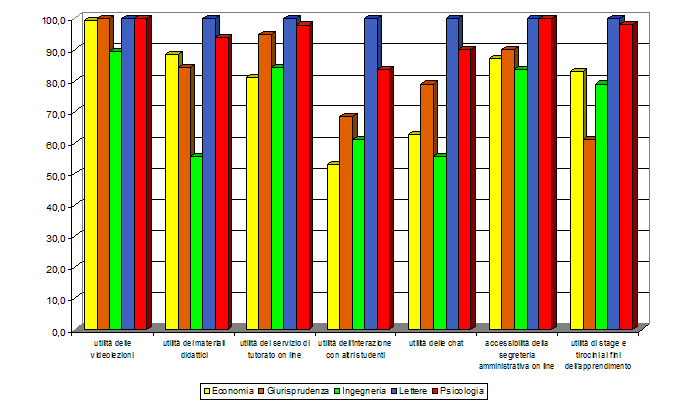 100,0
90,0
80,0
70,0
60,0
50,0
40,0
30,0
20,0
10,0
0,0
utilità delle
videolezioni
utilità dei materiali
didattici
utilità del servizio di
tutorato on line
utilità dell'interazione
con altri studenti
utilità delle chat
accessibilità della
segreteria
amministrativa on line
utilità di stage e
tirocini ai fini
dell'apprendimento
Economia Giurisprudenza Ingegneria Lettere Psicologia